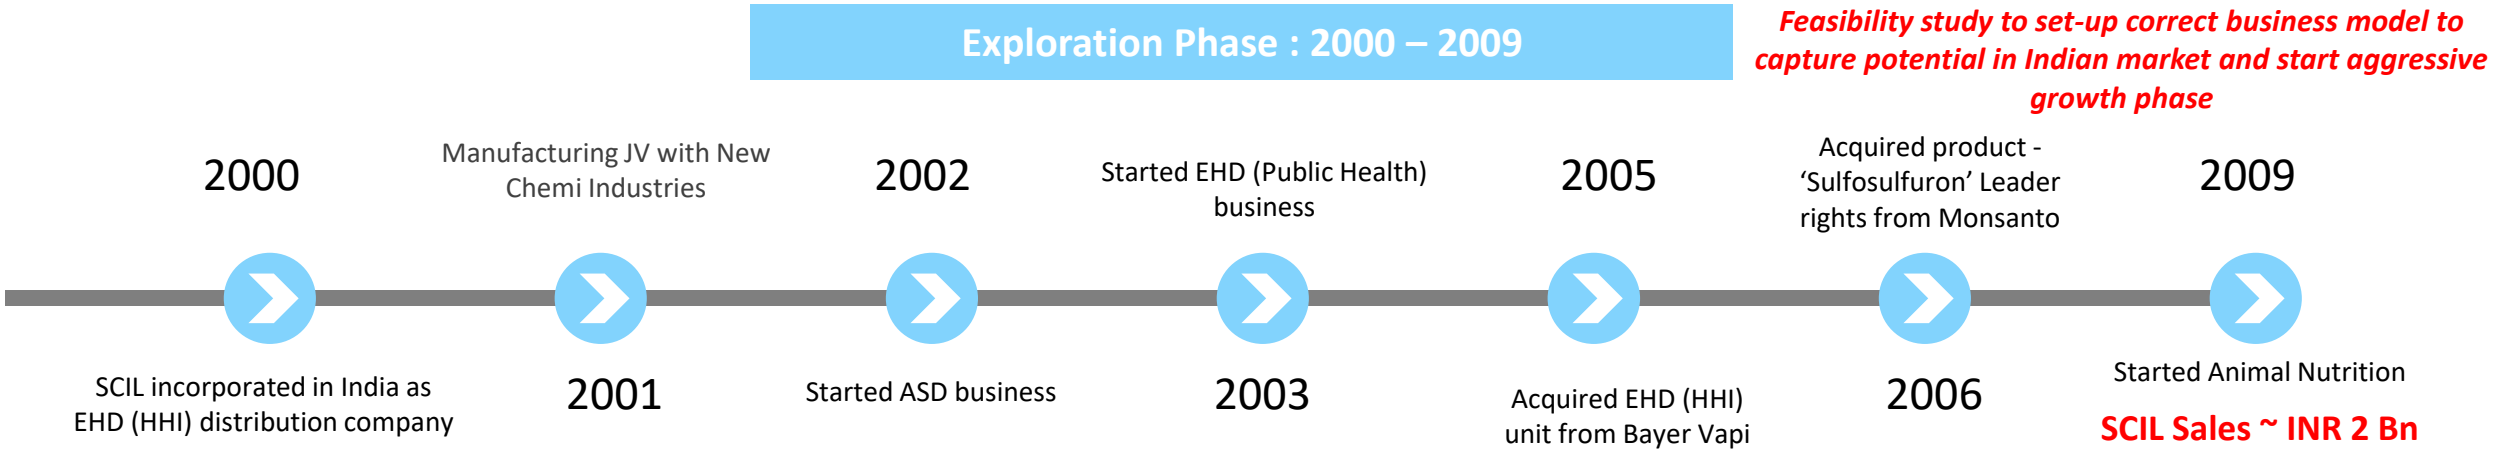 Exploration Phase : 2000 – 2009
Feasibility study to set-up correct business model to
capture potential in Indian market and start aggressive
growth phase
2000
SCIL incorporated in India as
EHD (HHI) distribution company
Manufacturing JV with New
Chemi Industries
2001
2002
Started ASD business
Started EHD (Public Health)
business
2003
2005
Acquired EHD (HHI)
unit from Bayer Vapi
Acquired product -
‘Sulfosulfuron’ Leader
rights from Monsanto
2006
2009
Started Animal Nutrition
SCIL Sales ~ INR 2 Bn